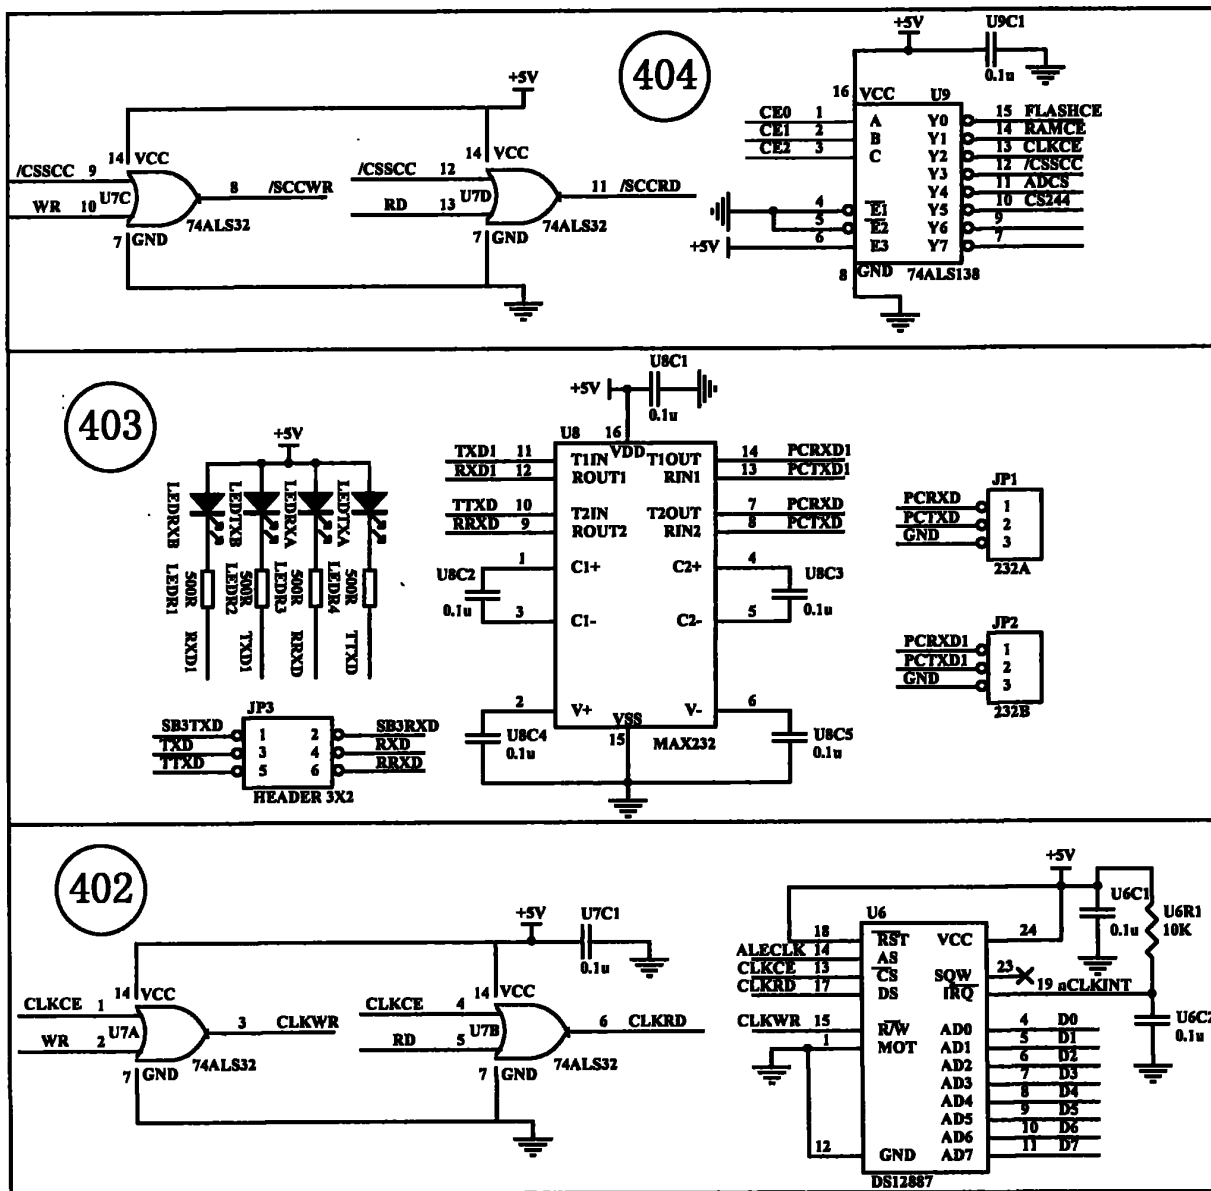 404
+5V
14 VCC
/CSSCC 9
U7C
8 /SCCWR
WR 10
74ALS32
7 GND
14 VCC
/CSSCC 12
U7D
11 /SCCRD
RD 13
74ALS32
7 GND
+5V
U9C1
0.1u
16 VCC
U9
CE0 1 A
CE1 2 B
CE2 3 C
4 E1
5 E2
+5V 6 E3
Y0 15 FLASHCE
Y1 14 RAMCE
Y2 13 CLKCE
Y3 12 /CSSCC
Y4 11 ADCS
Y5 10 CS244
Y6 9
Y7 7
8 GND
74ALS138
403
+5V
LEDRXB
LEDTXB
LEDRXA
LEDTXA
500R
500R
500R
500R
LEDR1
LEDR2
LEDR3
LEDR4
RXD1
TXD1
RRXD
TTXD
JP3
SB3TXD 1 2 SB3RXD
TXD 3 4 RXD
TTXD 5 6 RRXD
HEADER 3X2
U8C1
+5V
0.1u
U8
16
VDD
TXD1 11 T1IN T1OUT 14 PCRXD1
RXD1 12 ROUT1 RIN1 13 PCTXD1
TTXD 10 T2IN T2OUT 7 PCRXD
RRXD 9 ROUT2 RIN2 8 PCTXD
1 C1+ C2+ 4
U8C2
0.1u
U8C3
0.1u
3 C1- C2- 5
2 V+ V- 6
U8C4
0.1u
VSS
15
MAX232
U8C5
0.1u
JP1
PCRXD 1
PCTXD 2
GND 3
232A
JP2
PCRXD1 1
PCTXD1 2
GND 3
232B
402
+5V
U7C1
0.1u
14 VCC
CLKCE 1
U7A
3 CLKWR
WR 2
74ALS32
7 GND
14 VCC
CLKCE 4
U7B
6 CLKRD
RD 5
74ALS32
7 GND
+5V
U6C1
0.1u
U6R1
10K
U6
18 RST VCC 24
ALECLK 14 AS
CLKCE 13 CS SQW 23
CLKRD 17 DS IRQ 19 nCLKINT
U6C2
0.1u
CLKWR 15 R/W AD0 4 D0
1 MOT AD1 5 D1
AD2 6 D2
AD3 7 D3
AD4 8 D4
AD5 9 D5
AD6 10 D6
12 GND AD7 11 D7
DS12887